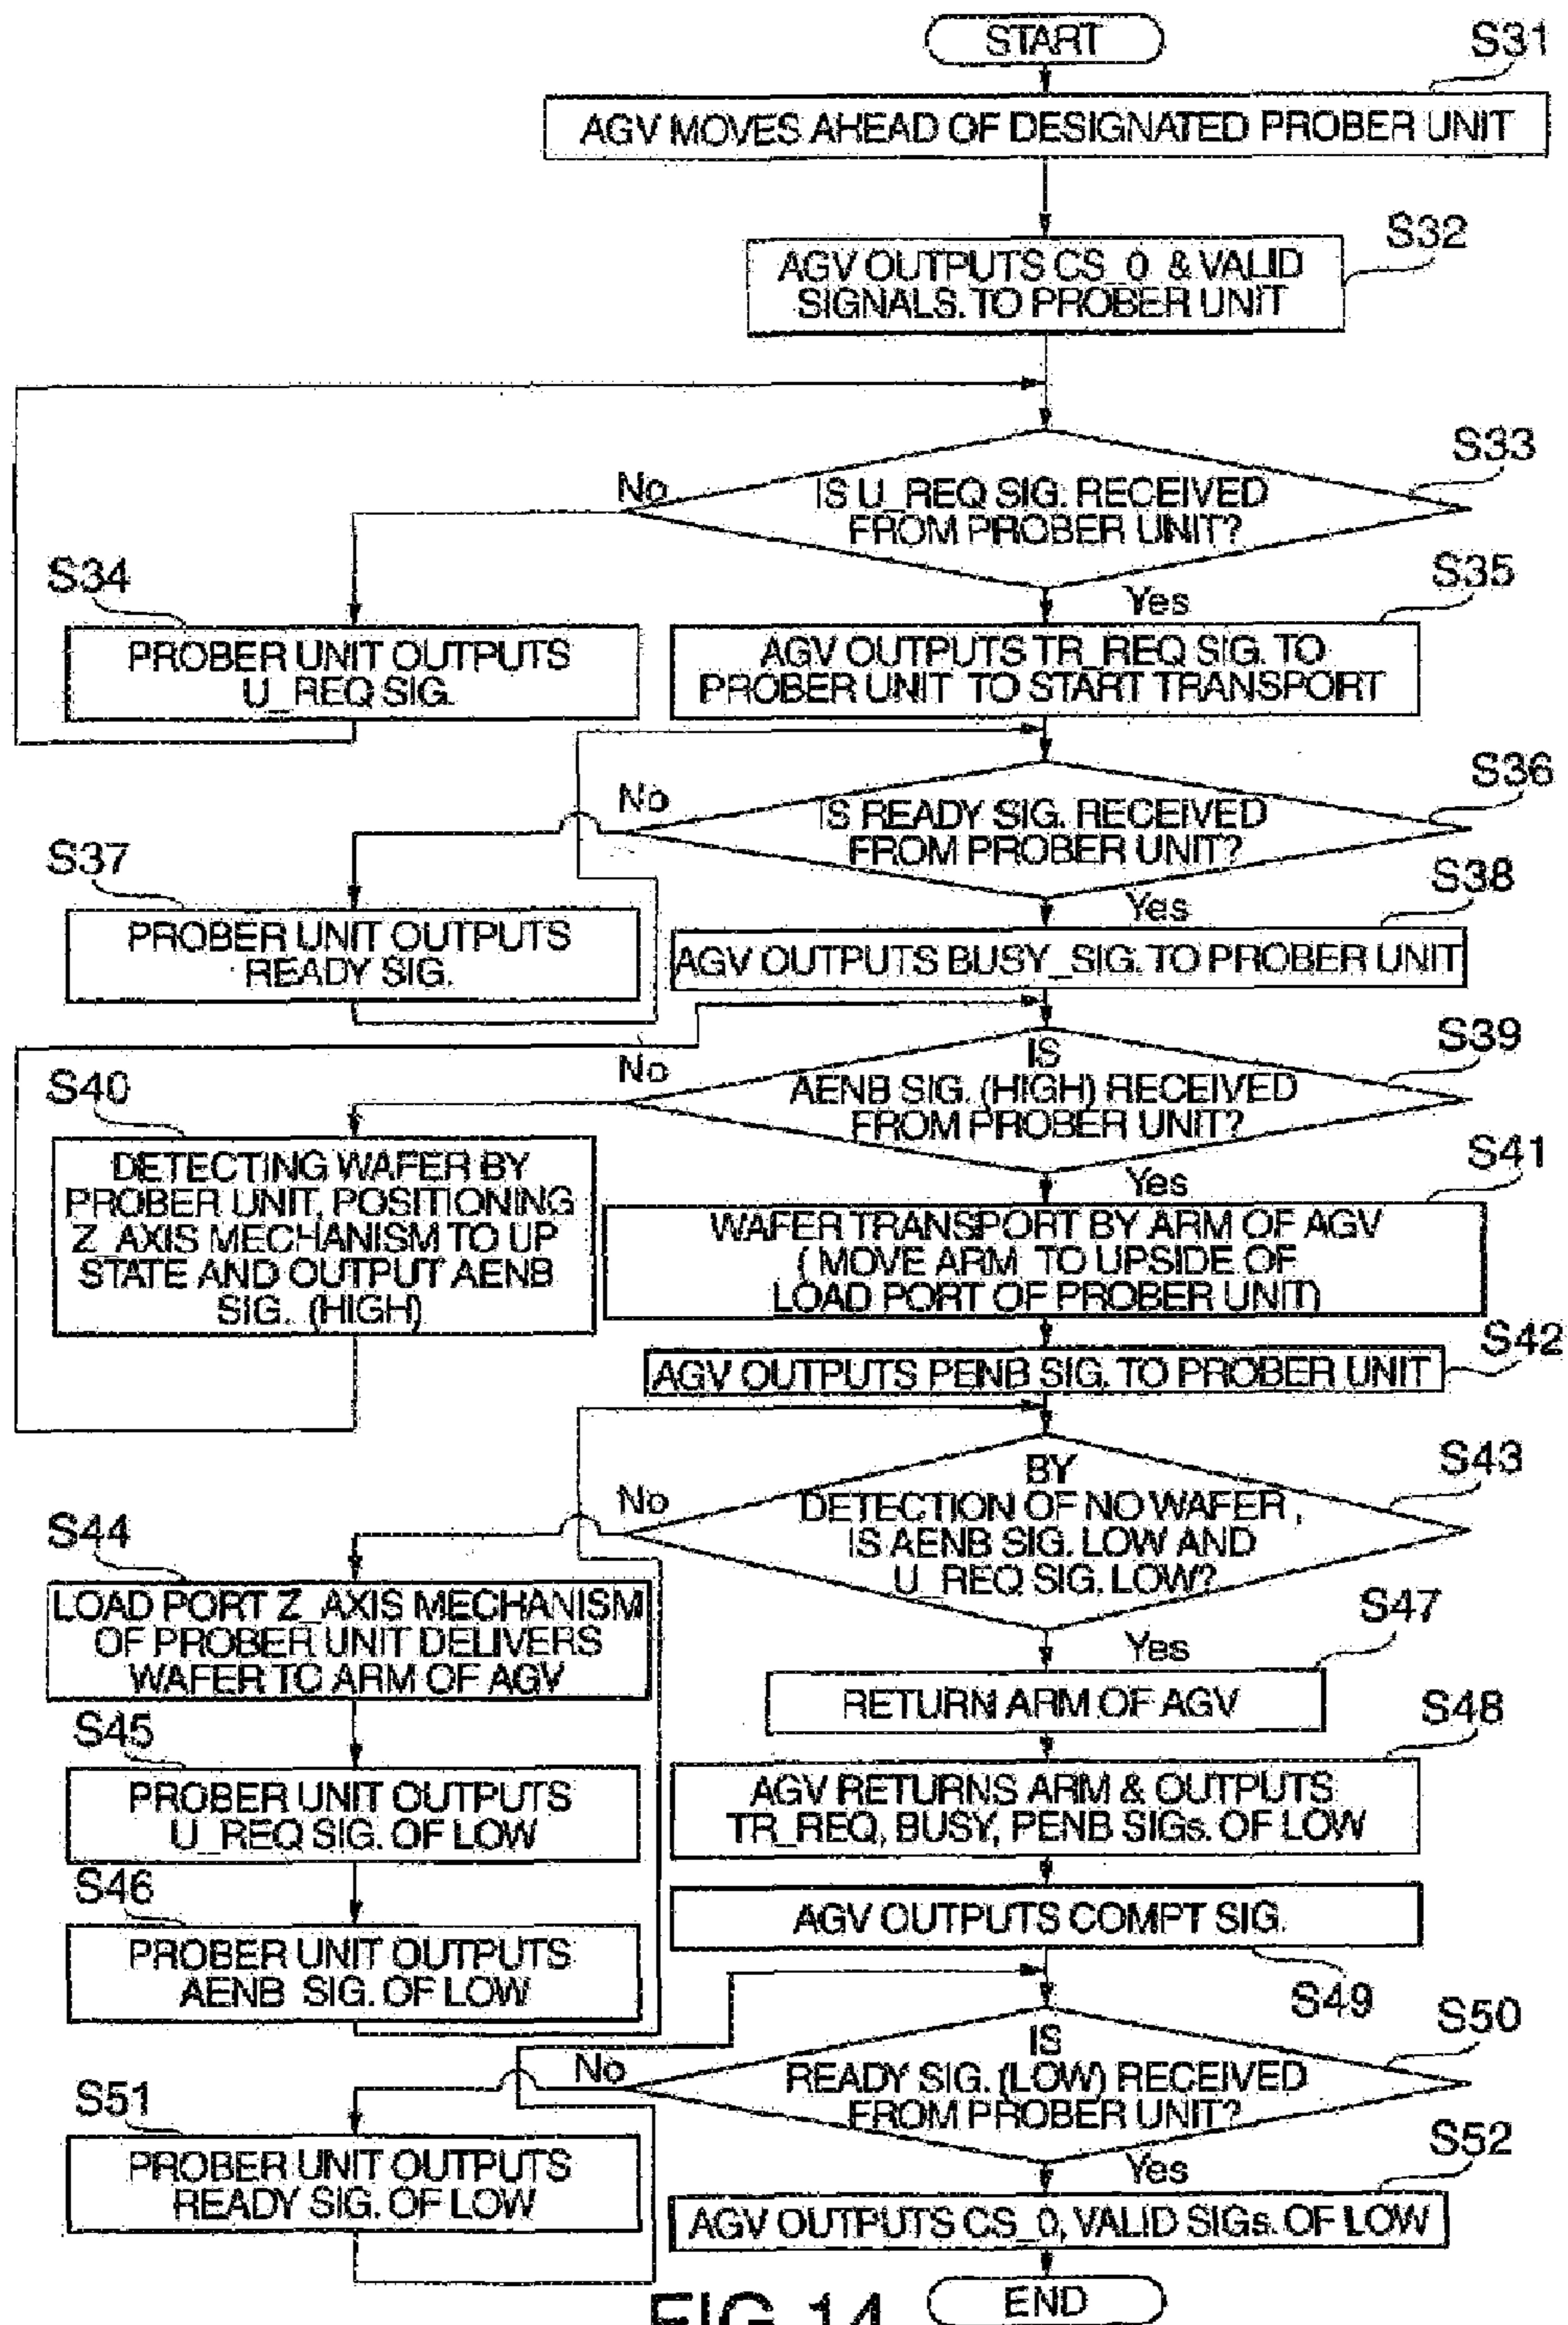 START
S31
AGV MOVES AHEAD OF DESIGNATED PROBER UNIT
S32
AGV OUTPUTS CS_0 & VALID
SIGNALS. TO PROBER UNIT
S33
No
IS U_REQ SIG. RECEIVED
FROM PROBER UNIT?
S34
Yes
S35
PROBER UNIT OUTPUTS
U_REQ SIG.
AGV OUTPUTS TR_REQ SIG. TO
PROBER UNIT TO START TRANSPORT
S36
No
IS READY SIG. RECEIVED
FROM PROBER UNIT?
S37
Yes
S38
PROBER UNIT OUTPUTS
READY SIG.
AGV OUTPUTS BUSY_SIG. TO PROBER UNIT
S39
No
IS
AENB SIG. (HIGH) RECEIVED
FROM PROBER UNIT?
S40
DETECTING WAFER BY
PROBER UNIT, POSITIONING
Z_AXIS MECHANISM TO UP
STATE AND OUTPUT AENB
SIG. (HIGH)
Yes
S41
WAFER TRANSPORT BY ARM OF AGV
( MOVE ARM TO UPSIDE OF
LOAD PORT OF PROBER UNIT)
S42
AGV OUTPUTS PENB SIG. TO PROBER UNIT
S43
No
BY
DETECTION OF NO WAFER ,
IS AENB SIG. LOW AND
U_REQ SIG. LOW?
S44
LOAD PORT Z_AXIS MECHANISM
OF PROBER UNIT DELIVERS
WAFER TO ARM OF AGV
Yes
S47
RETURN ARM OF AGV
S45
PROBER UNIT OUTPUTS
U_REQ SIG. OF LOW
S48
AGV RETURNS ARM & OUTPUTS
TR_REQ, BUSY, PENB SIGs. OF LOW
S46
PROBER UNIT OUTPUTS
AENB SIG. OF LOW
AGV OUTPUTS COMPT SIG.
S49
S50
No
IS
READY SIG. (LOW) RECEIVED
FROM PROBER UNIT?
S51
PROBER UNIT OUTPUTS
READY SIG. OF LOW
Yes
S52
AGV OUTPUTS CS_0, VALID SIGs. OF LOW
END
FIG. 14